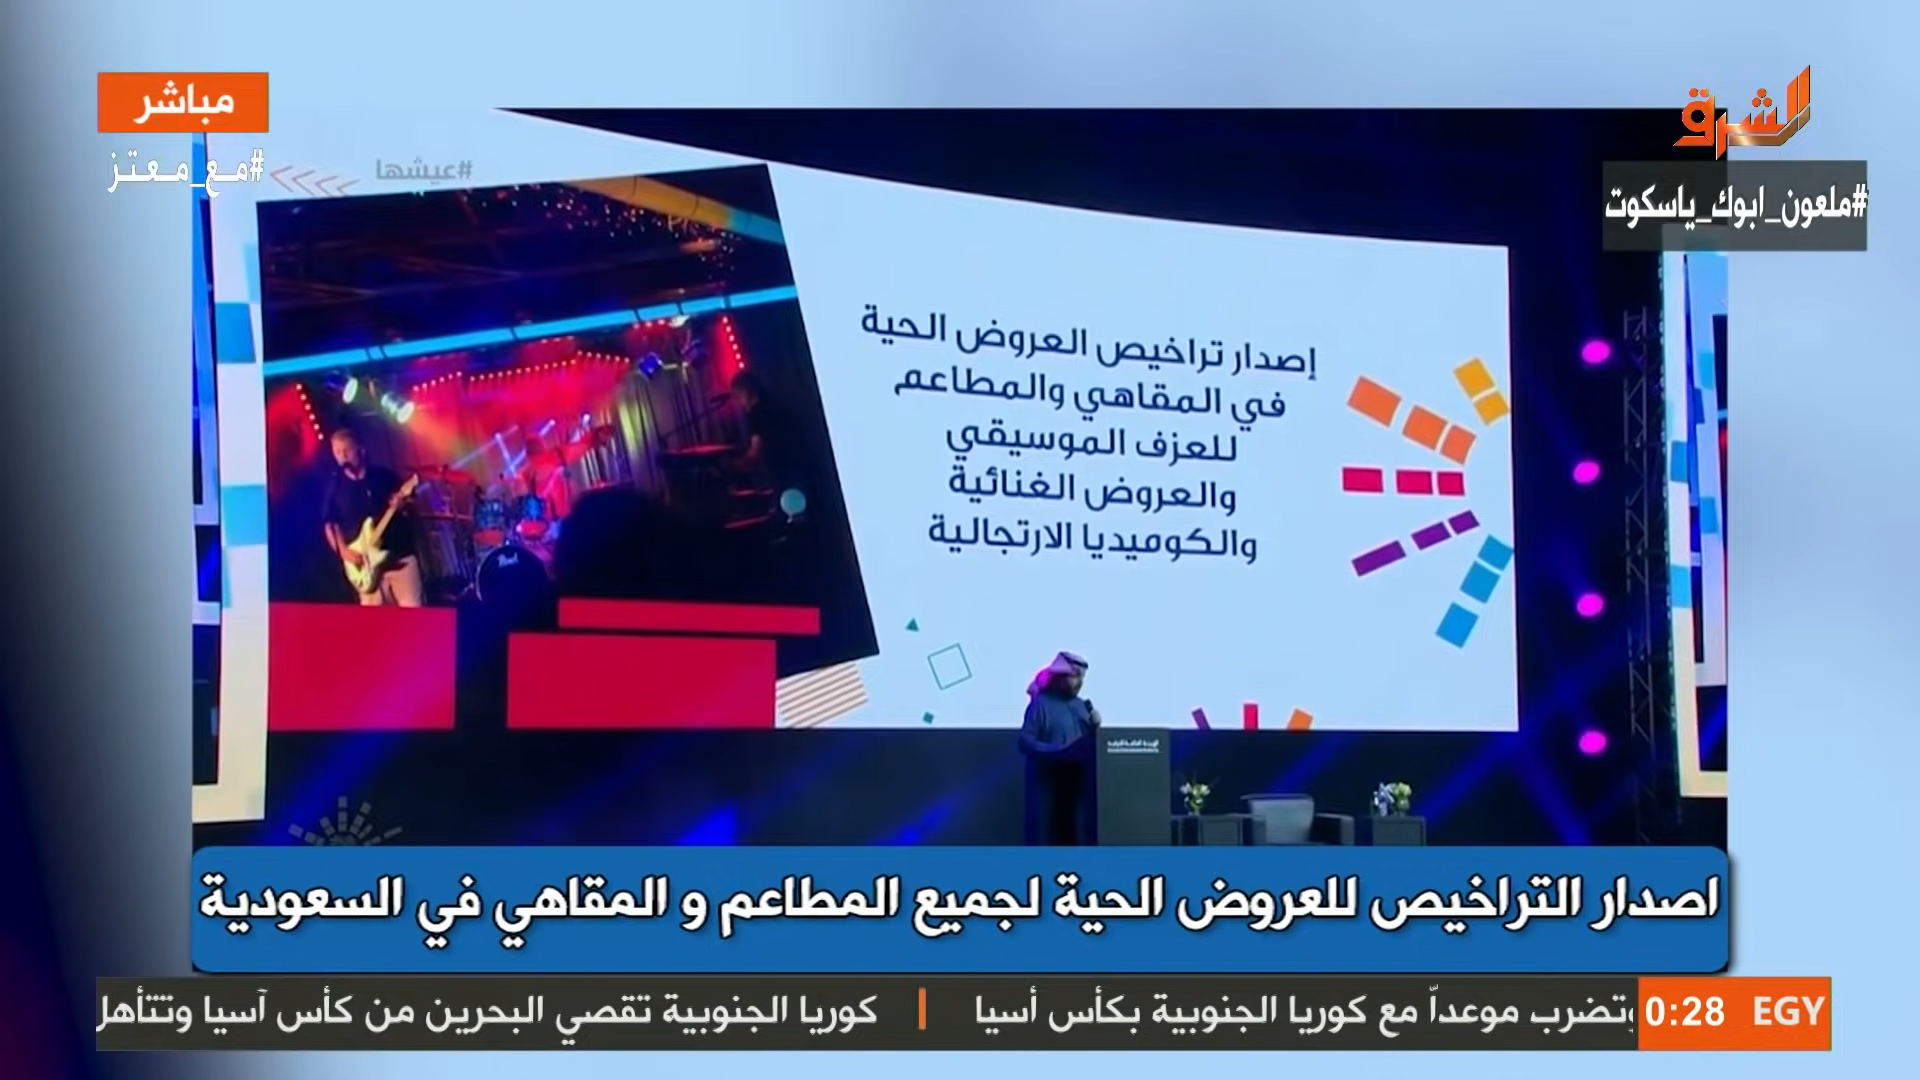 مباشر
#مع_معتز
الشرق
#ملعون_ابوك_ياسكوت
#عيشها
إصدار تراخيص العروض الحية
في المقاهي والمطاعم
للعزف الموسيقي
والعروض الغنائية
والكوميديا الارتجالية
اصدار التراخيص للعروض الحية لجميع المطاعم و المقاهي في السعودية
وتضرب موعداً مع كوريا الجنوبية بكأس أسيا | كوريا الجنوبية تقصي البحرين من كأس آسيا وتتأهل
0:28 EGY